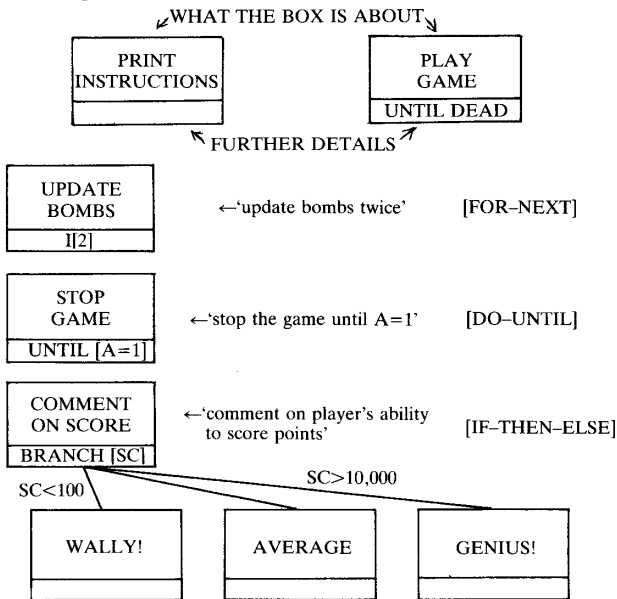 WHAT THE BOX IS ABOUT
PRINT
INSTRUCTIONS
PLAY
GAME
UNTIL DEAD
FURTHER DETAILS
UPDATE
BOMBS
I[2]
←‘update bombs twice’
[FOR–NEXT]
STOP
GAME
UNTIL [A=1]
←‘stop the game until A=1’
[DO–UNTIL]
COMMENT
ON SCORE
BRANCH [SC]
←‘comment on player’s ability
to score points’
[IF–THEN–ELSE]
SC<100
SC>10,000
WALLY!
AVERAGE
GENIUS!